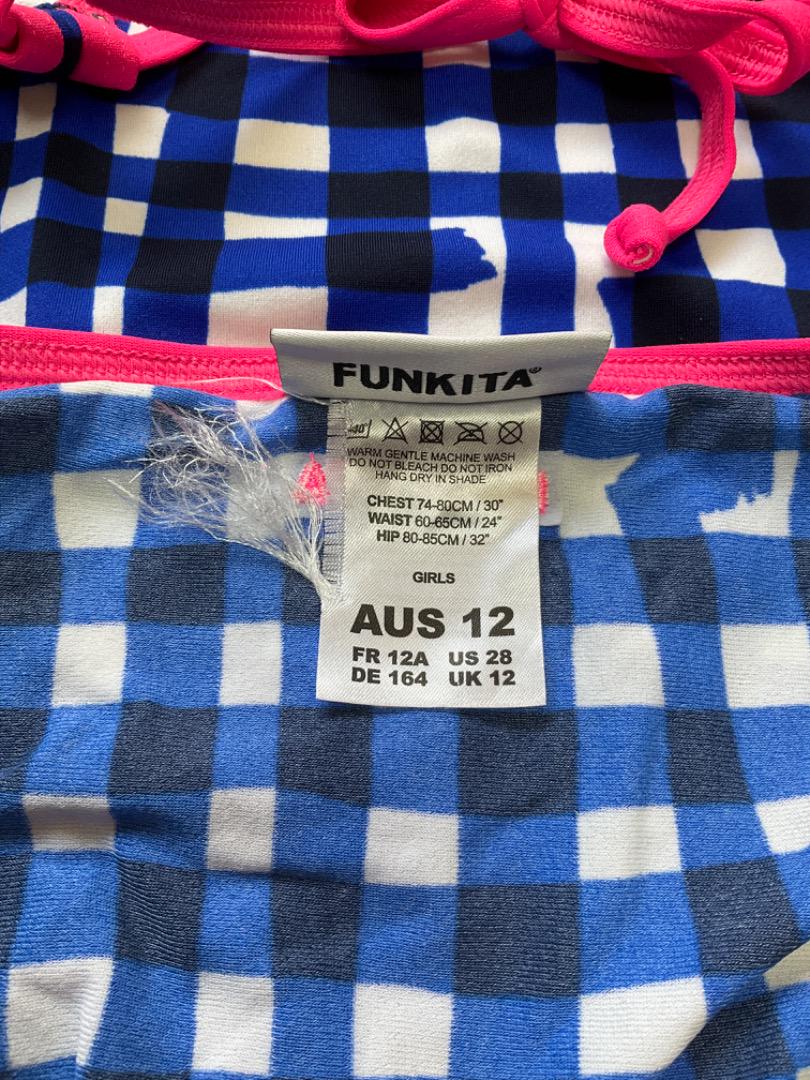 FUNKITA®
40
WARM GENTLE MACHINE WASH
DO NOT BLEACH DO NOT IRON
HANG DRY IN SHADE
CHEST 74-80CM / 30"
WAIST 60-65CM / 24"
HIP 80-85CM / 32"
GIRLS
AUS 12
FR 12A US 28
DE 164 UK 12